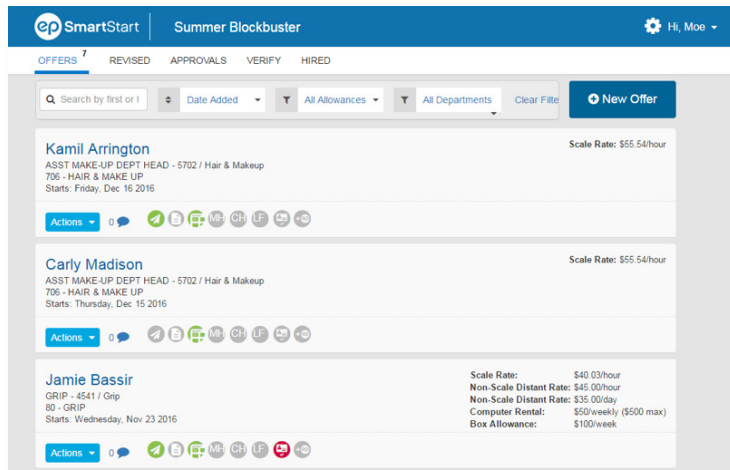 ep SmartStart Summer Blockbuster Hi, Moe
OFFERS 7 REVISED APPROVALS VERIFY HIRED
Search by first or l Date Added All Allowances All Departments Clear Filte New Offer
Kamil Arrington Scale Rate: $55.54/hour
ASST MAKE-UP DEPT HEAD - 5702 / Hair & Makeup
706 - HAIR & MAKE UP
Starts: Friday, Dec 16 2016
Actions 0 MH CH LF
Carly Madison Scale Rate: $55.54/hour
ASST MAKE-UP DEPT HEAD - 5702 / Hair & Makeup
706 - HAIR & MAKE UP
Starts: Thursday, Dec 15 2016
Actions 0 MH CH LF
Jamie Bassir Scale Rate: $40.03/hour
GRIP - 4541 / Grip Non-Scale Distant Rate: $45.00/hour
80 - GRIP Non-Scale Distant Rate: $35.00/day
Starts: Wednesday, Nov 23 2016 Computer Rental: $50/weekly ($500 max)
Box Allowance: $100/week
Actions 0 MH CH LF